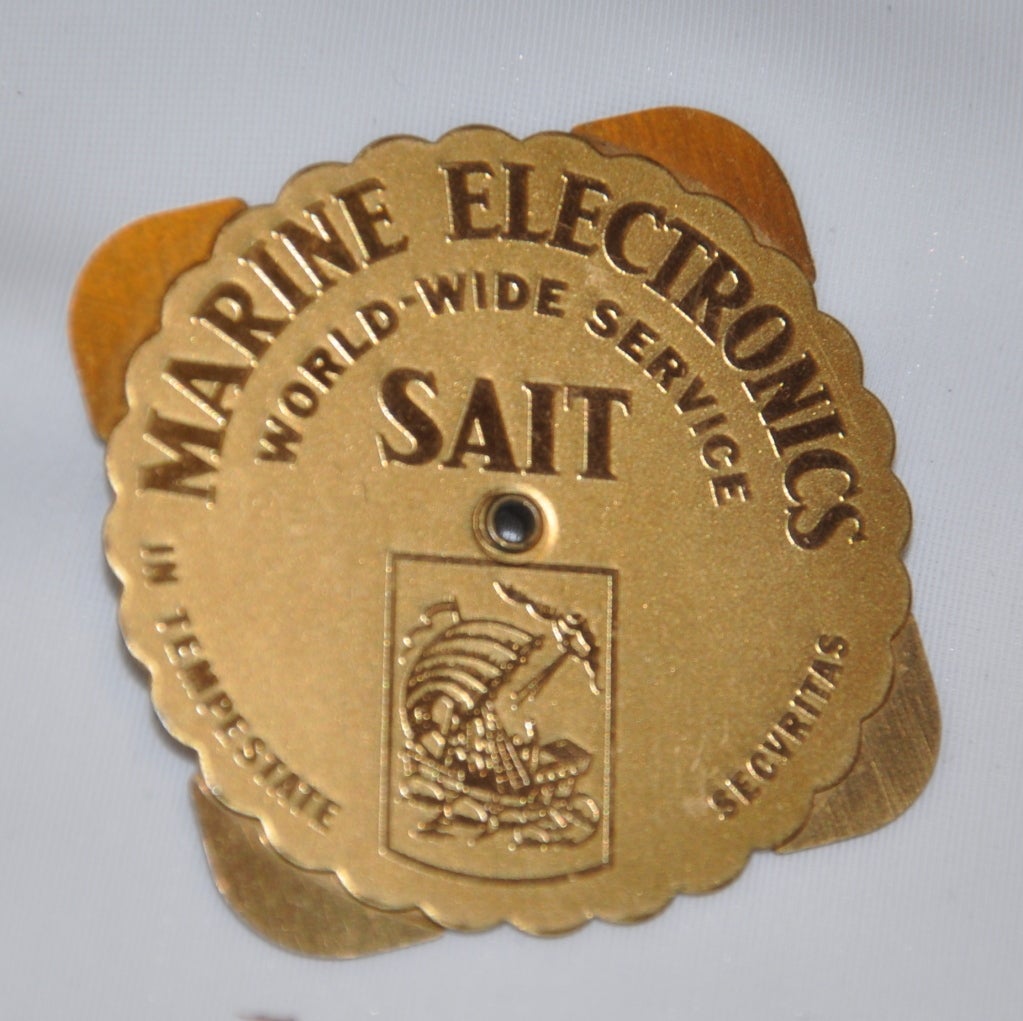 MARINE ELECTRONICS
WORLD-WIDE SERVICE
SAIT
IN TEMPESTATE
SECVRITAS